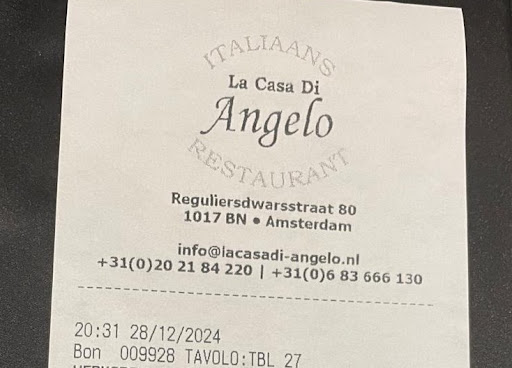 ITALIAANS
La Casa Di
Angelo
RESTAURANT
Reguliersdwarsstraat 80
1017 BN • Amsterdam
info@lacasadi-angelo.nl
+31(0)20 21 84 220 | +31(0)6 83 666 130
20:31 28/12/2024
Bon 009928 TAVOLO:TBL 27